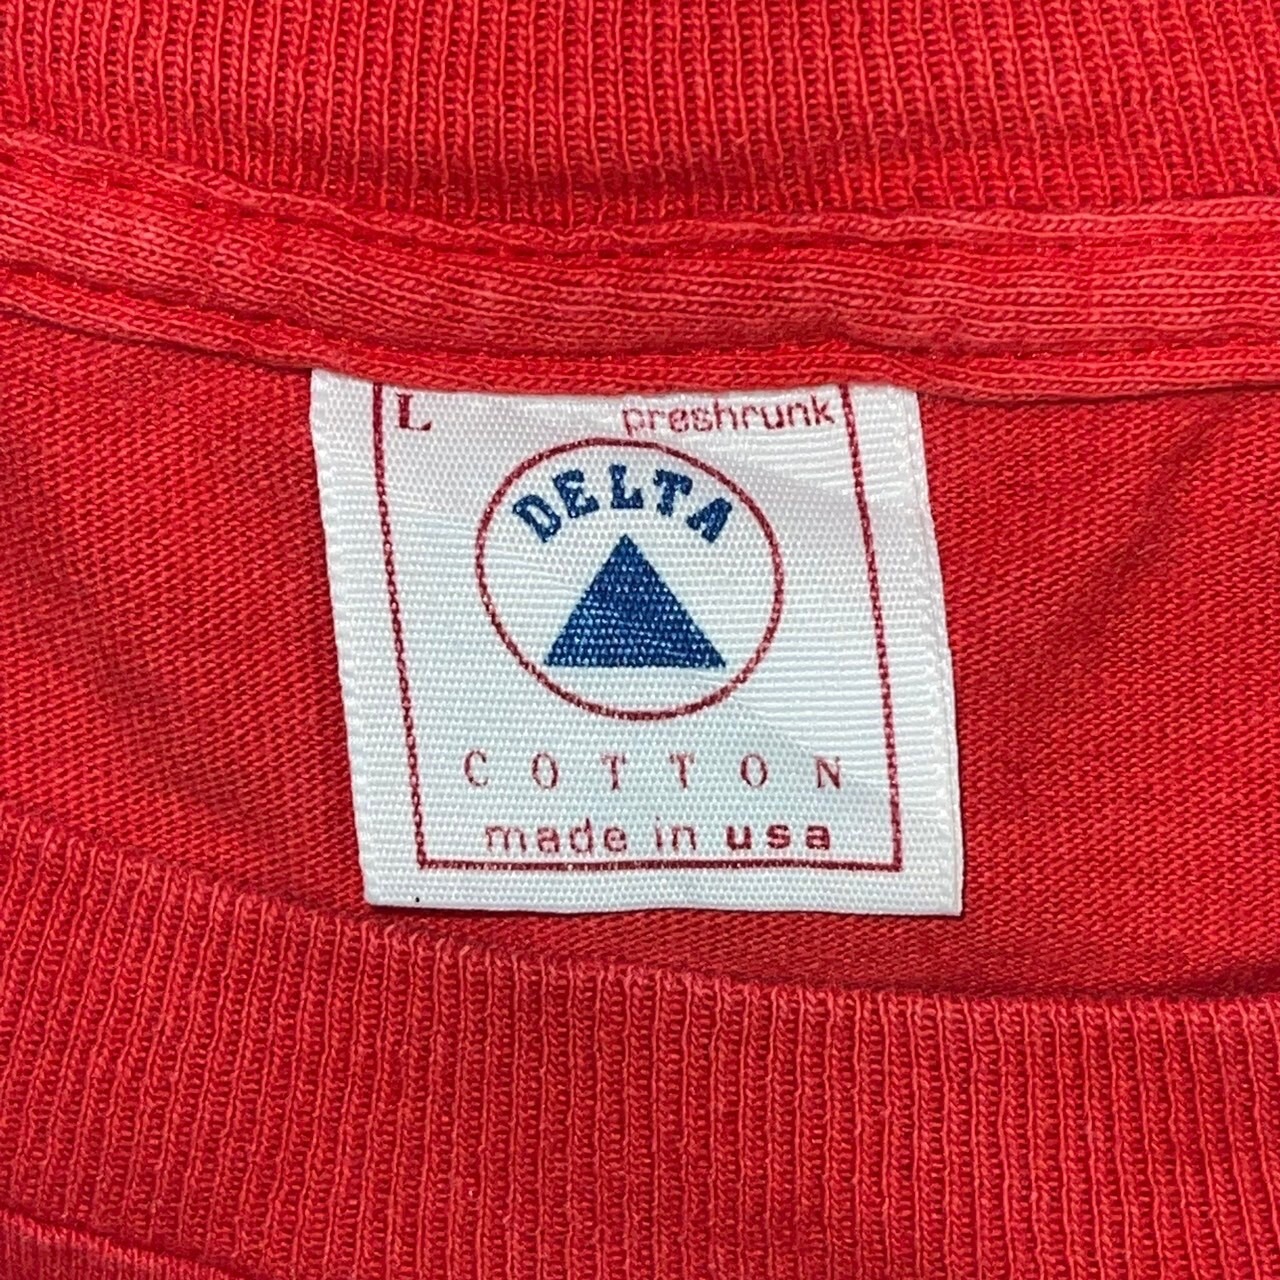 L preshrunk
DELTA
COTTON
made in usa